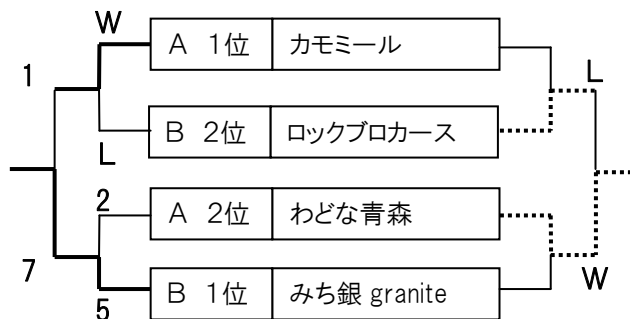 W
A 1位 カモミール
1
L
B 2位 ロックブロカース
L
2
A 2位 わどな青森
7
W
B 1位 みち銀 granite
5